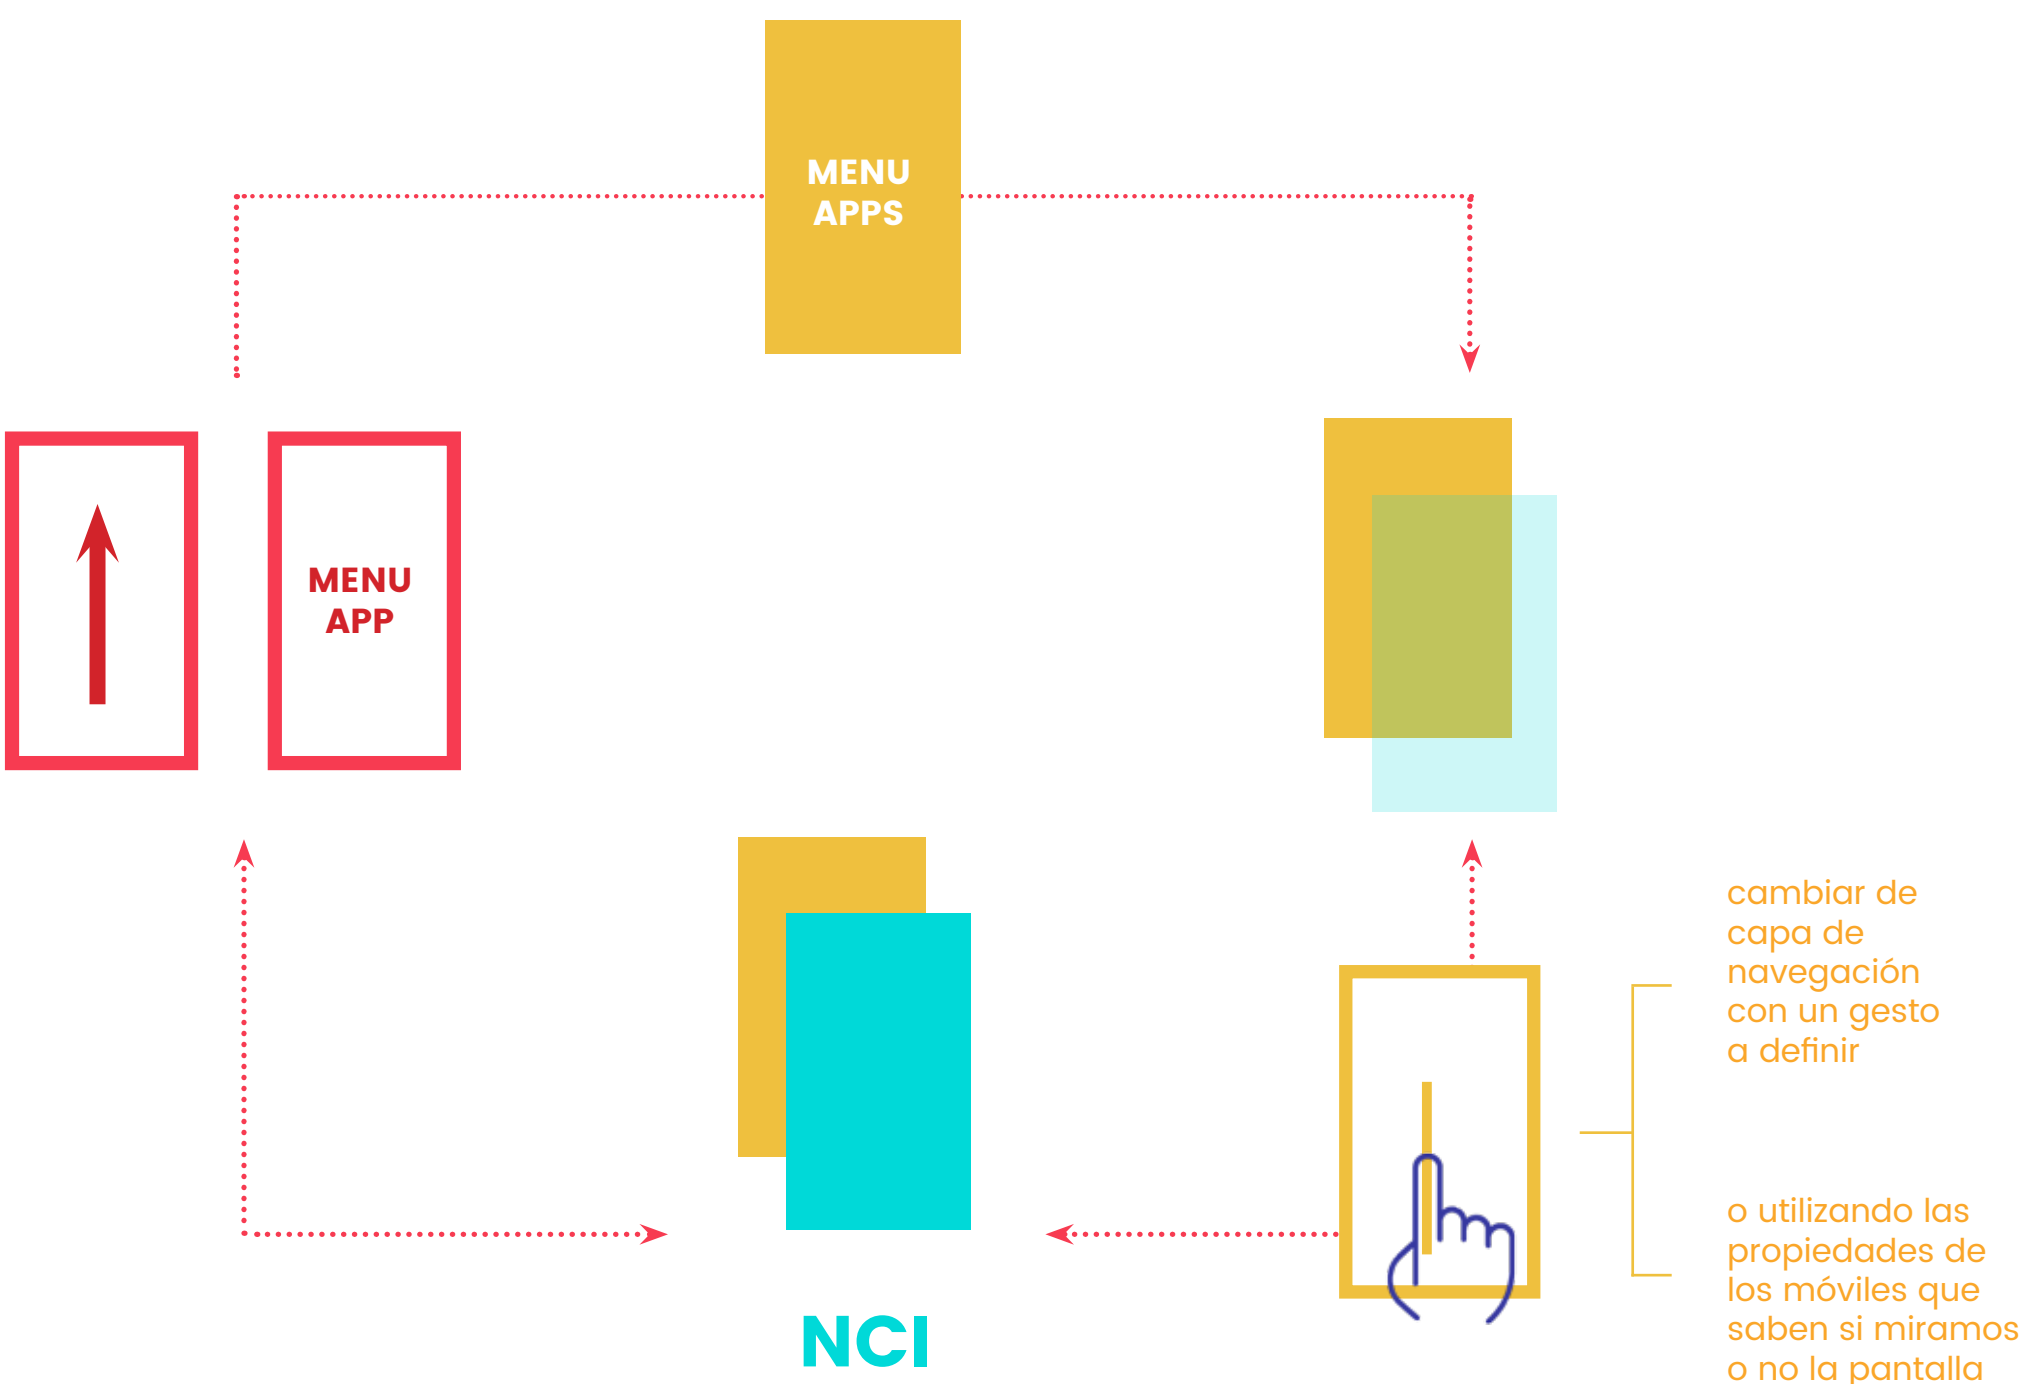 MENU
APPS
MENU
APP
cambiar de
capa de
navegación
con un gesto
a definir
o utilizando las
propiedades de
los móviles que
saben si miramos
o no la pantalla
NCI